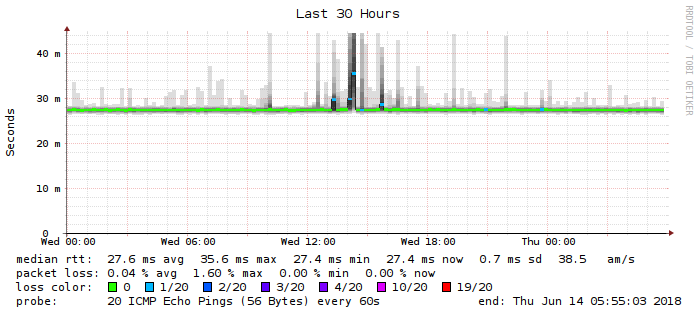 Last 30 Hours
RRDTOOL / TOBI OETIKER
Seconds
40 m
30 m
20 m
10 m
0
Wed 00:00 Wed 06:00 Wed 12:00 Wed 18:00 Thu 00:00
median rtt: 27.6 ms avg 35.6 ms max 27.4 ms min 27.4 ms now 0.7 ms sd 38.5 am/s
packet loss: 0.04 % avg 1.60 % max 0.00 % min 0.00 % now
loss color: 0 1/20 2/20 3/20 4/20 10/20 19/20
probe: 20 ICMP Echo Pings (56 Bytes) every 60s end: Thu Jun 14 05:55:03 2018